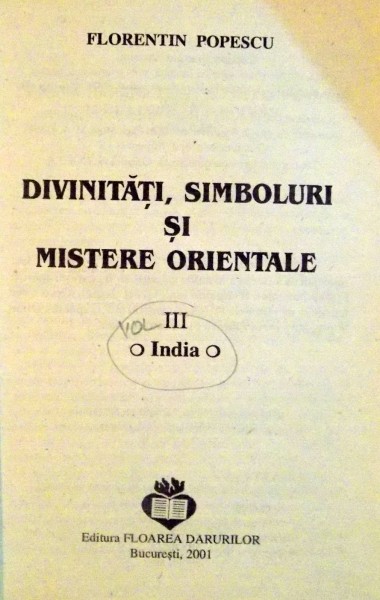 FLORENTIN POPESCU
DIVINITĂȚI, SIMBOLURI
ȘI
MISTERE ORIENTALE
VOL III
❍ India ❍
Editura FLOAREA DARURILOR
București, 2001